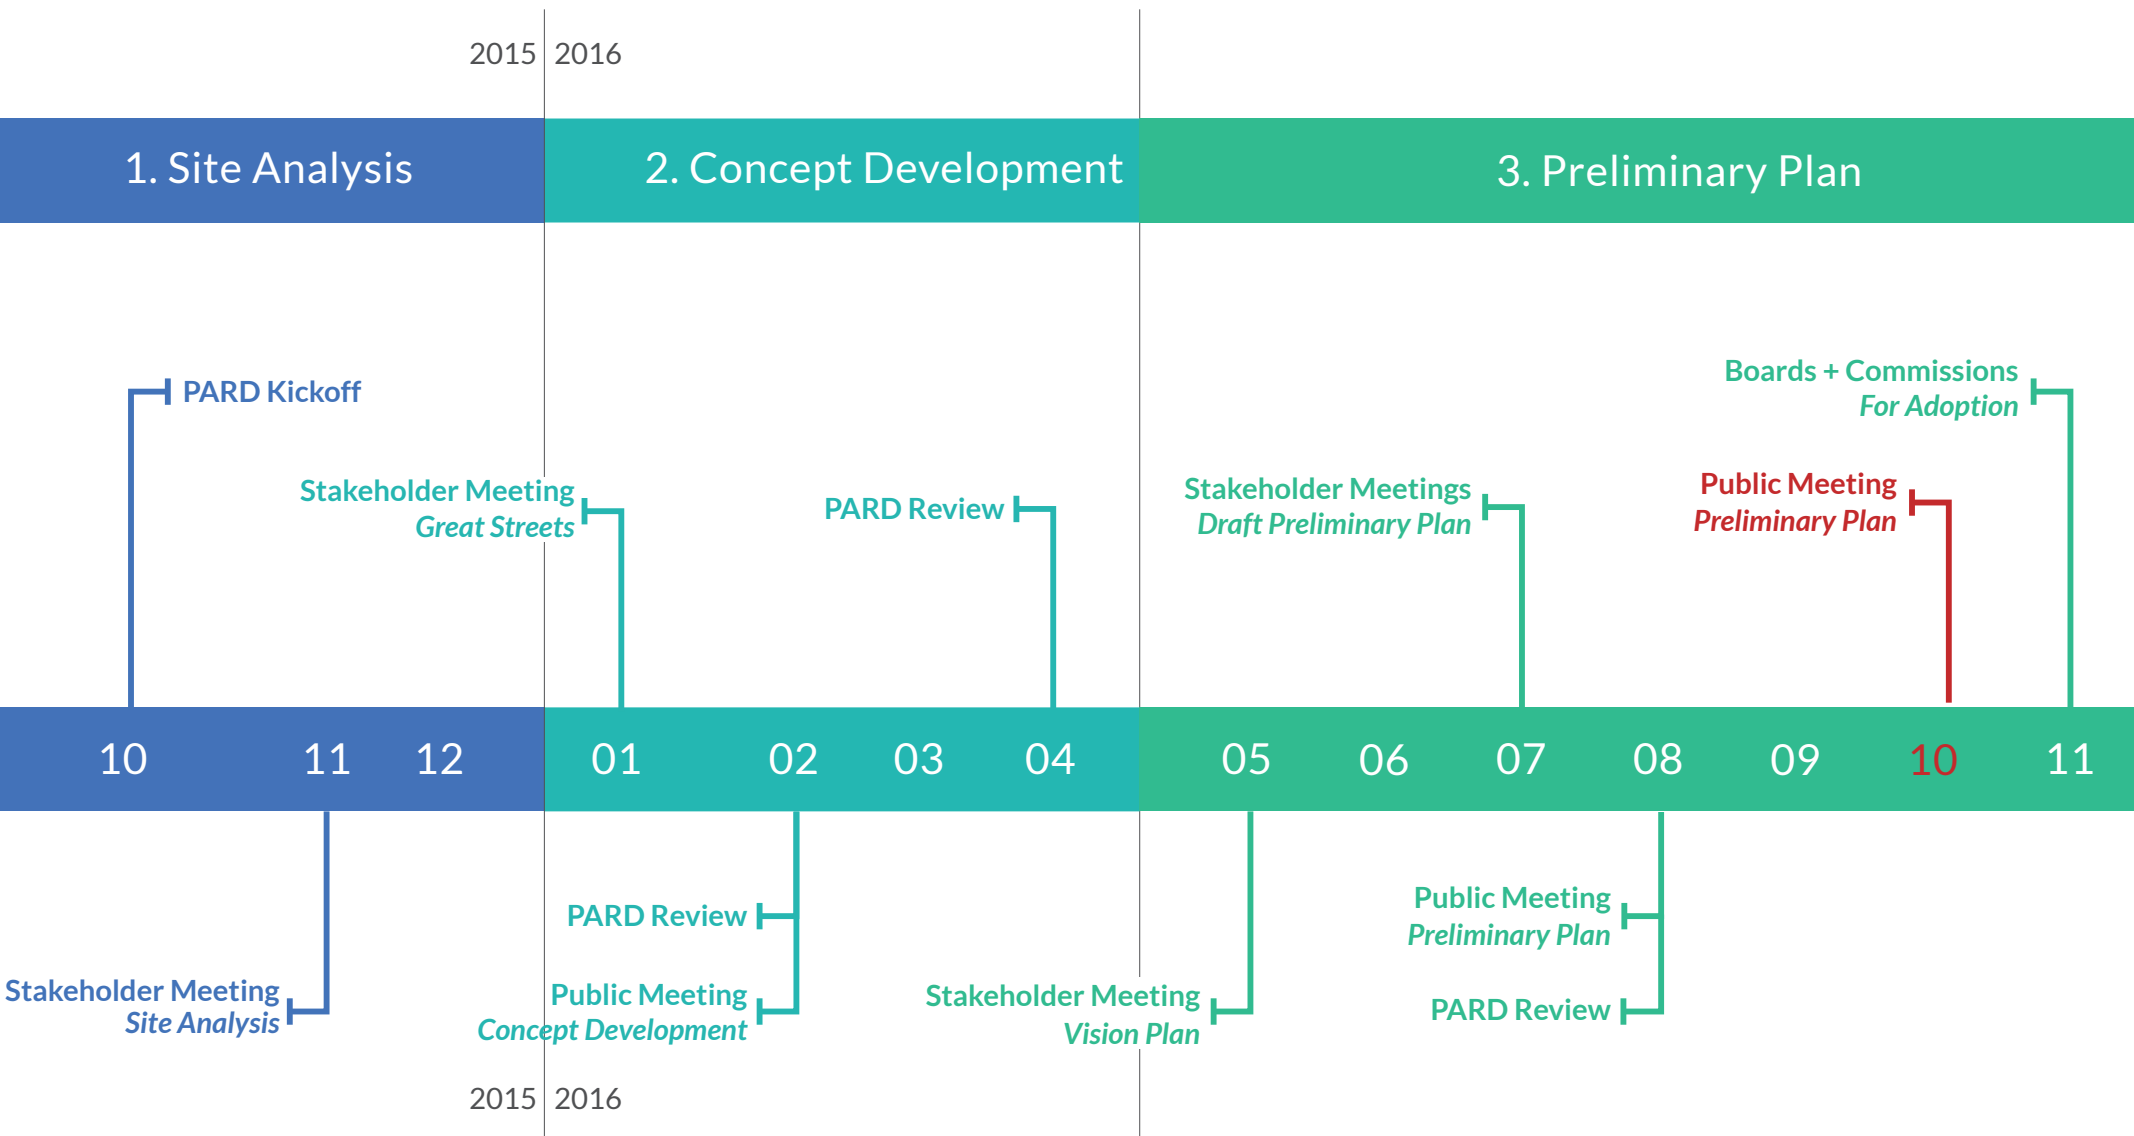 2015 2016
1. Site Analysis
2. Concept Development
3. Preliminary Plan
PARD Kickoff
Boards + Commissions
For Adoption
Stakeholder Meeting
Great Streets
PARD Review
Stakeholder Meetings
Draft Preliminary Plan
Public Meeting
Preliminary Plan
10 11 12 01 02 03 04 05 06 07 08 09 10 11
Stakeholder Meeting
Site Analysis
PARD Review
Public Meeting
Concept Development
Stakeholder Meeting
Vision Plan
Public Meeting
Preliminary Plan
PARD Review
2015 2016